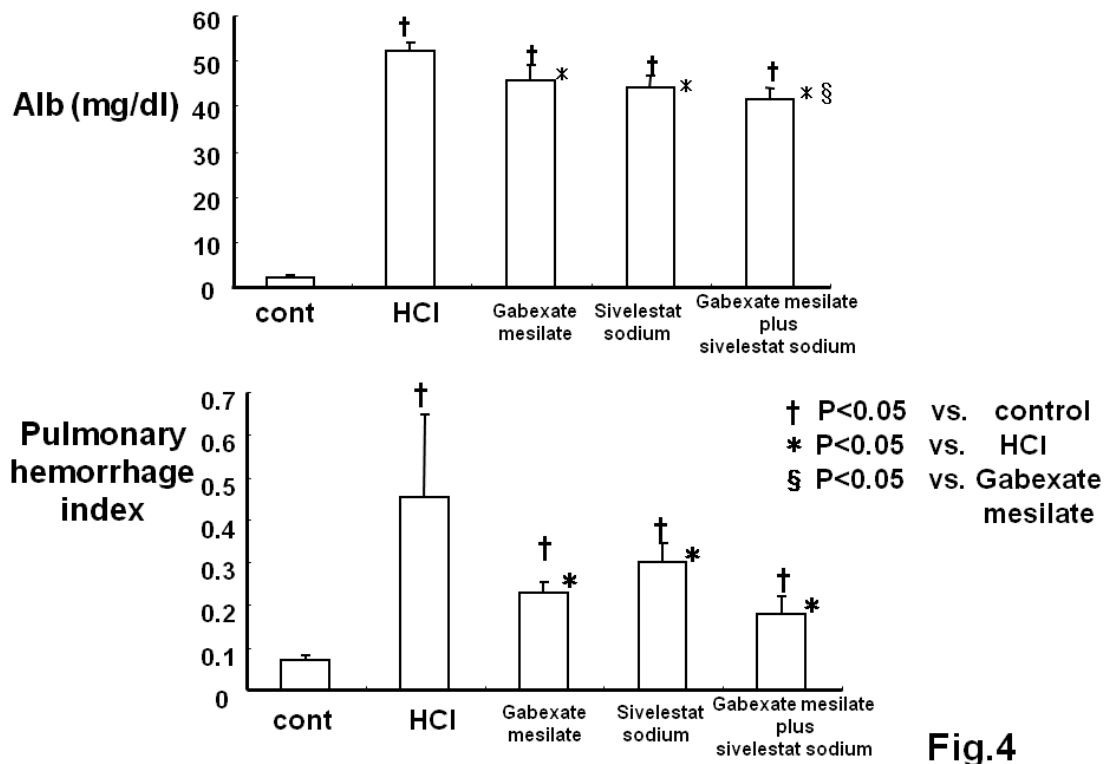 60
†
50
†
*
†
*
†
* §
Alb (mg/dl)
40
30
20
10
0
cont
HCl
Gabexate
mesilate
Sivelestat
sodium
Gabexate mesilate
plus
sivelestat sodium
0.7
†
† P<0.05 vs. control
Pulmonary
hemorrhage
index
0.6
* P<0.05 vs. HCl
0.5
§ P<0.05 vs. Gabexate
mesilate
0.4
†
†
*
0.3
*
†
*
0.2
0.1
0
cont
HCl
Gabexate
mesilate
Sivelestat
sodium
Gabexate mesilate
plus
sivelestat sodium
Fig.4